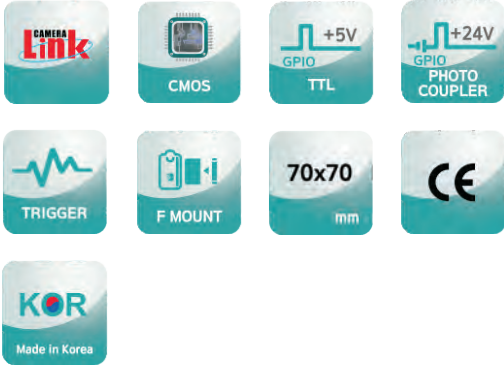 CAMERA
Link
CMOS
+5V
GPIO
TTL
+24V
GPIO
PHOTO
COUPLER
TRIGGER
F MOUNT
70x70
mm
CE
KOR
Made in Korea